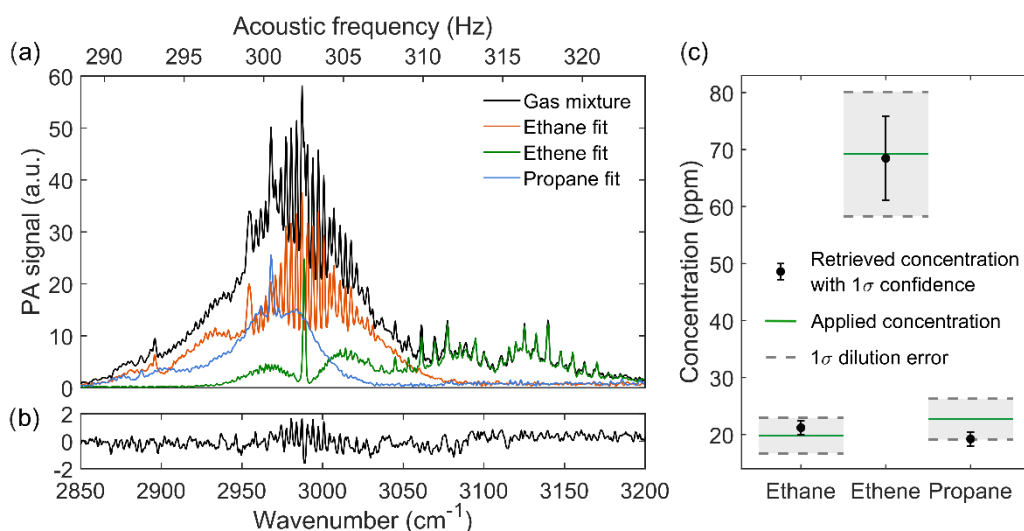 (a)
Acoustic frequency (Hz)
290 295 300 305 310 315 320
PA signal (a.u.)
60
50
40
30
20
10
0
Gas mixture
Ethane fit
Ethene fit
Propane fit
(b)
2
0
-2
2850 2900 2950 3000 3050 3100 3150 3200
Wavenumber (cm⁻¹)
(c)
Concentration (ppm)
80
70
60
50
40
30
20
Retrieved concentration
with 1σ confidence
Applied concentration
1σ dilution error
Ethane Ethene Propane